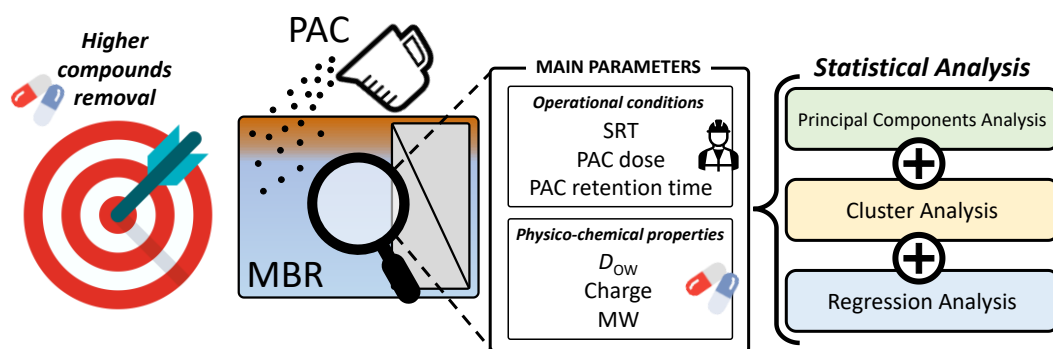 Higher
compounds
removal
PAC
MBR
MAIN PARAMETERS
Operational conditions
SRT
PAC dose
PAC retention time
Physico-chemical properties
DOW
Charge
MW
Statistical Analysis
Principal Components Analysis
Cluster Analysis
Regression Analysis